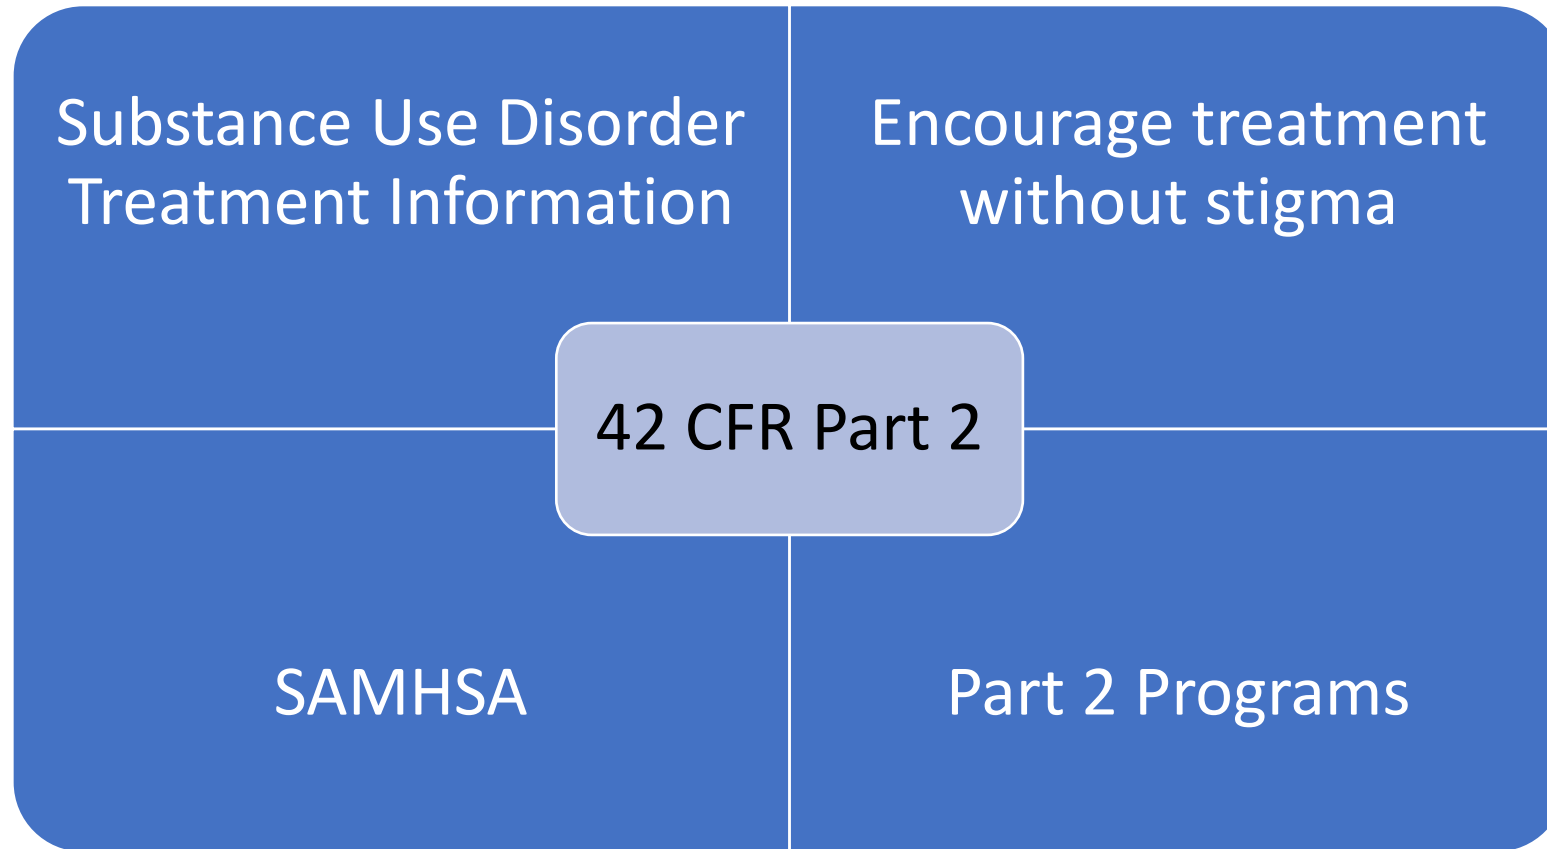 Substance Use Disorder
Treatment Information
Encourage treatment
without stigma
42 CFR Part 2
SAMHSA
Part 2 Programs